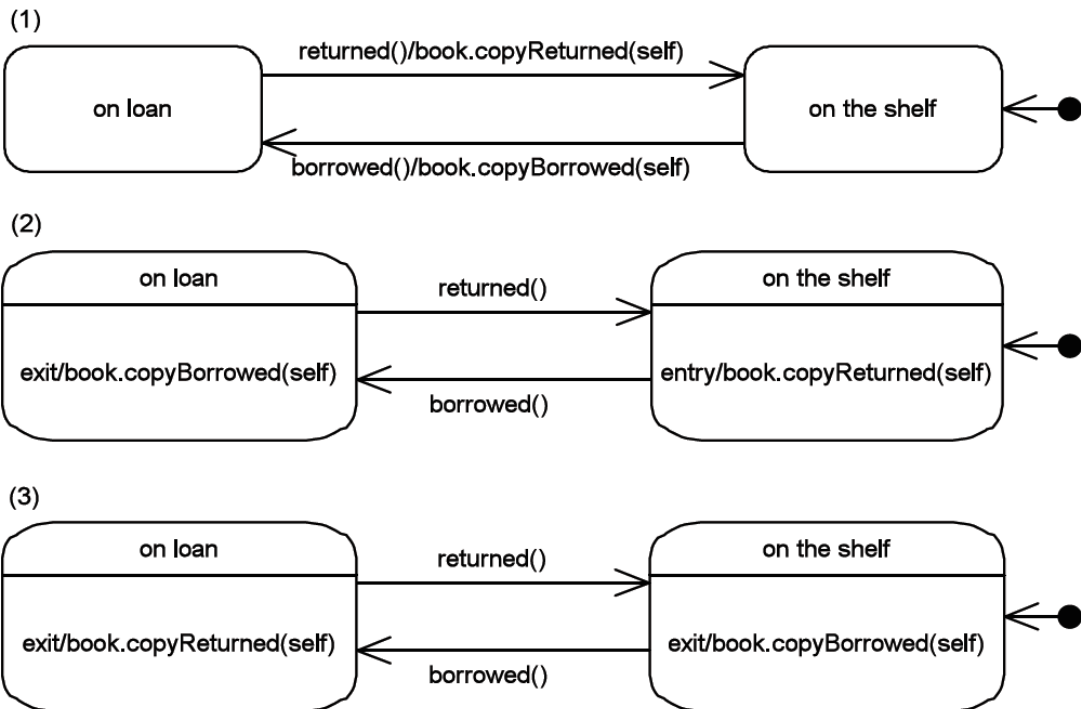 (1)
returned()/book.copyReturned(self)
on loan
on the shelf
borrowed()/book.copyBorrowed(self)
(2)
on loan
returned()
on the shelf
exit/book.copyBorrowed(self)
entry/book.copyReturned(self)
borrowed()
(3)
on loan
returned()
on the shelf
exit/book.copyReturned(self)
exit/book.copyBorrowed(self)
borrowed()